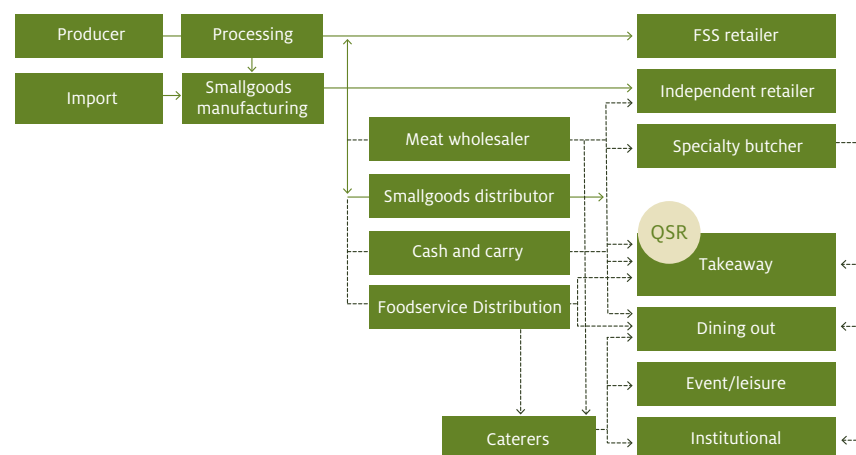 Producer
Processing
FSS retailer
Import
Smallgoods
manufacturing
Independent retailer
Meat wholesaler
Specialty butcher
Smallgoods distributor
QSR
Cash and carry
Takeaway
Foodservice Distribution
Dining out
Event/leisure
Caterers
Institutional